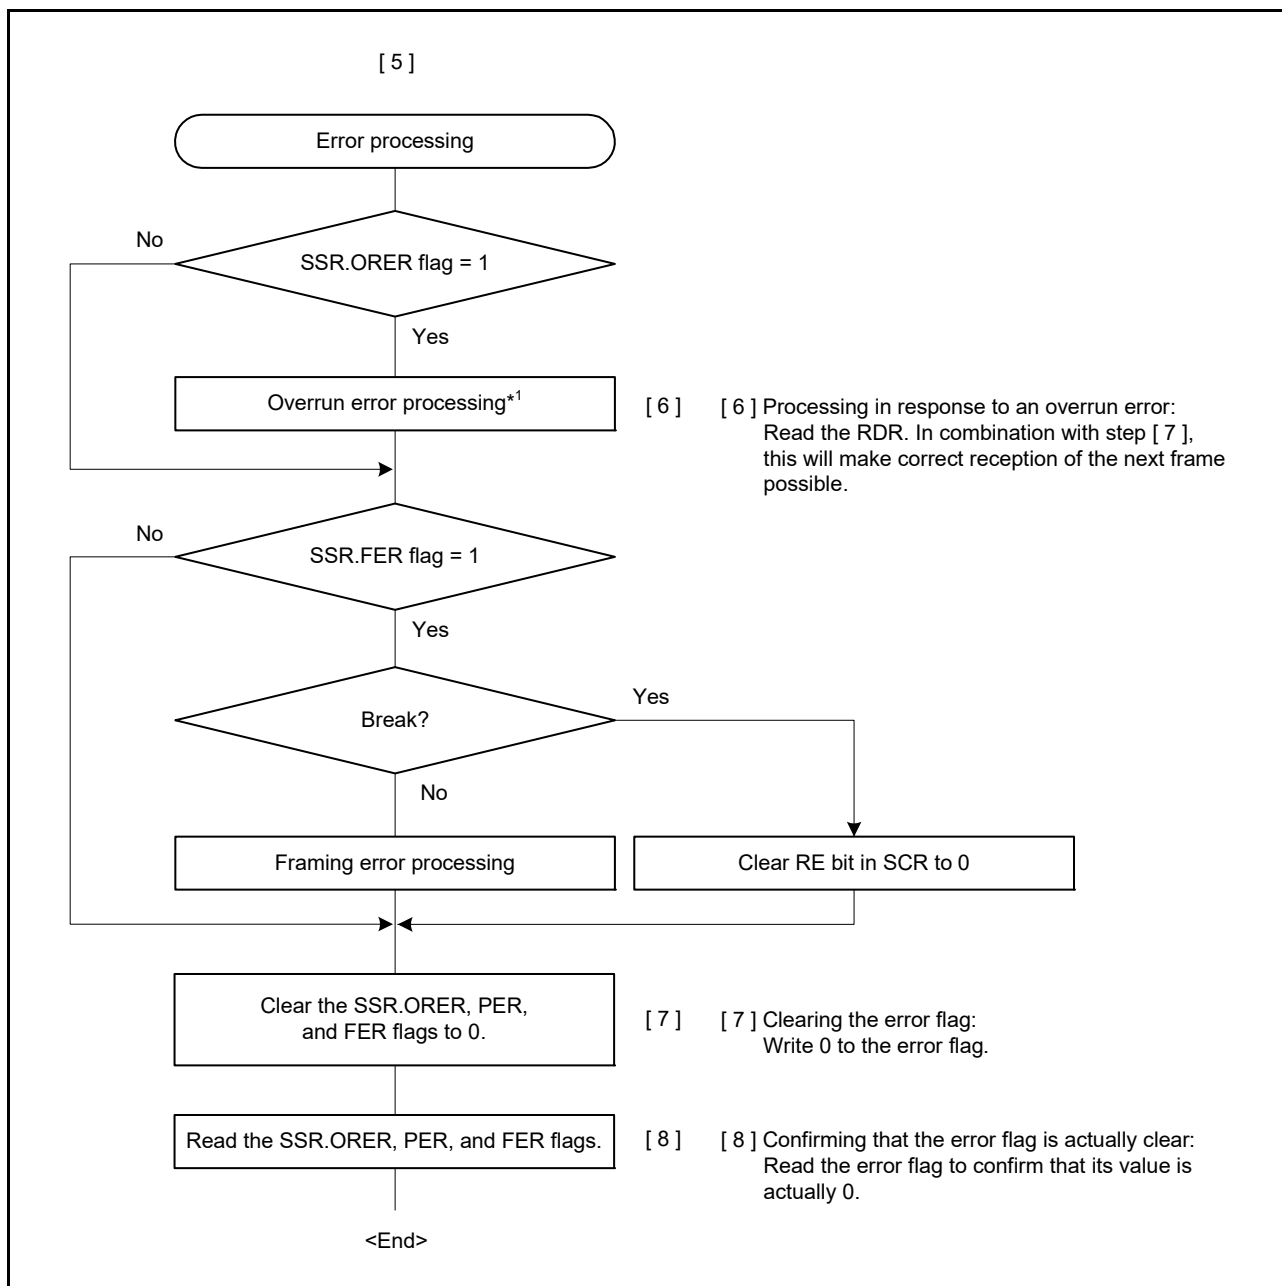 [ 5 ]
Error processing
No
SSR.ORER flag = 1
Yes
Overrun error processing*1
[ 6 ]
[ 6 ] Processing in response to an overrun error:
Read the RDR. In combination with step [ 7 ],
this will make correct reception of the next frame
possible.
No
SSR.FER flag = 1
Yes
Break?
Yes
No
Framing error processing
Clear RE bit in SCR to 0
Clear the SSR.ORER, PER,
and FER flags to 0.
[ 7 ]
[ 7 ] Clearing the error flag:
Write 0 to the error flag.
Read the SSR.ORER, PER, and FER flags.
[ 8 ]
[ 8 ] Confirming that the error flag is actually clear:
Read the error flag to confirm that its value is
actually 0.
<End>